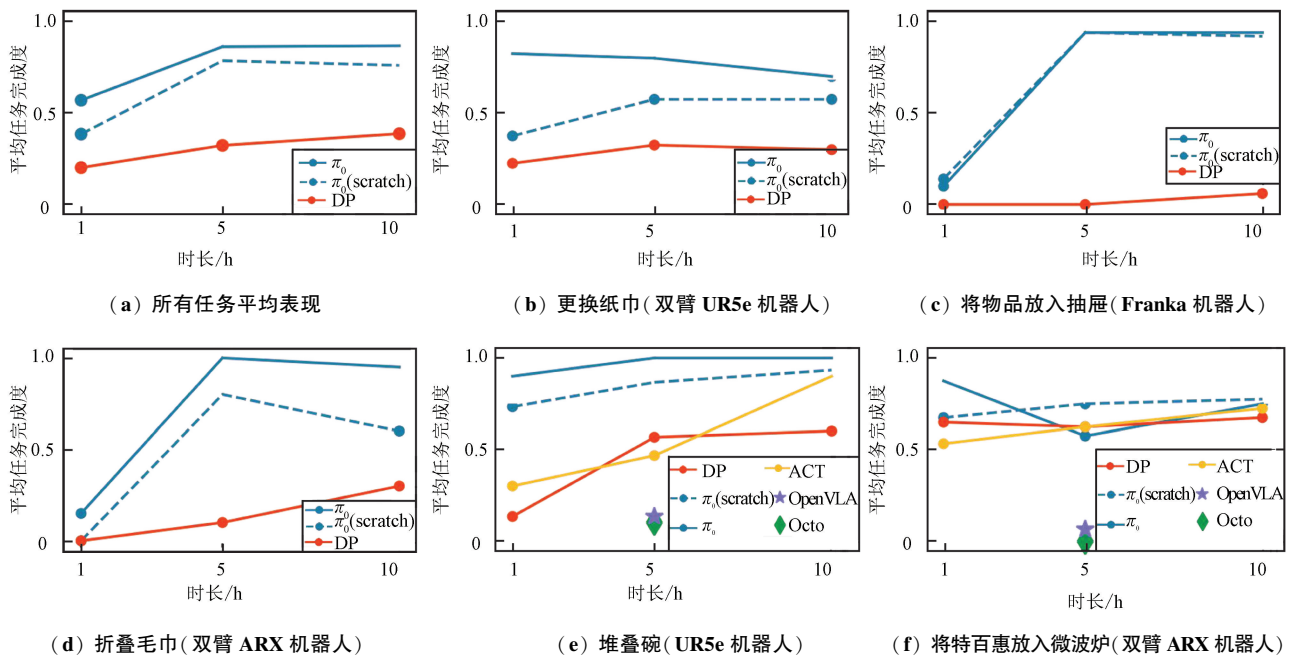 平均任务完成度
1.0
0.5
0
π₀
π₀(scratch)
DP
1
5
10
时长/h
(a) 所有任务平均表现
平均任务完成度
1.0
0.5
0
π₀
π₀(scratch)
DP
1
5
10
时长/h
(b) 更换纸巾(双臂 UR5e 机器人)
平均任务完成度
1.0
0.5
0
π₀
π₀(scratch)
DP
1
5
10
时长/h
(c) 将物品放入抽屉(Franka 机器人)
平均任务完成度
1.0
0.5
0
π₀
π₀(scratch)
DP
1
5
10
时长/h
(d) 折叠毛巾(双臂 ARX 机器人)
平均任务完成度
1.0
0.5
0
DP
ACT
π₀(scratch)
OpenVLA
π₀
Octo
1
5
10
时长/h
(e) 堆叠碗(UR5e 机器人)
平均任务完成度
1.0
0.5
0
DP
ACT
π₀(scratch)
OpenVLA
π₀
Octo
1
5
10
时长/h
(f) 将特百惠放入微波炉(双臂 ARX 机器人)